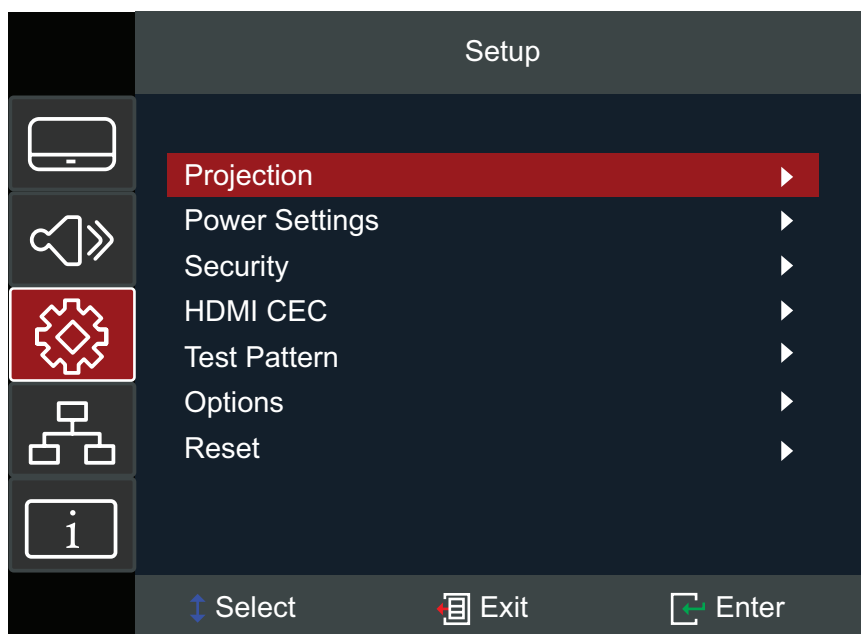 Setup
Projection
Power Settings
Security
HDMI CEC
Test Pattern
Options
Reset
i
Select Exit Enter